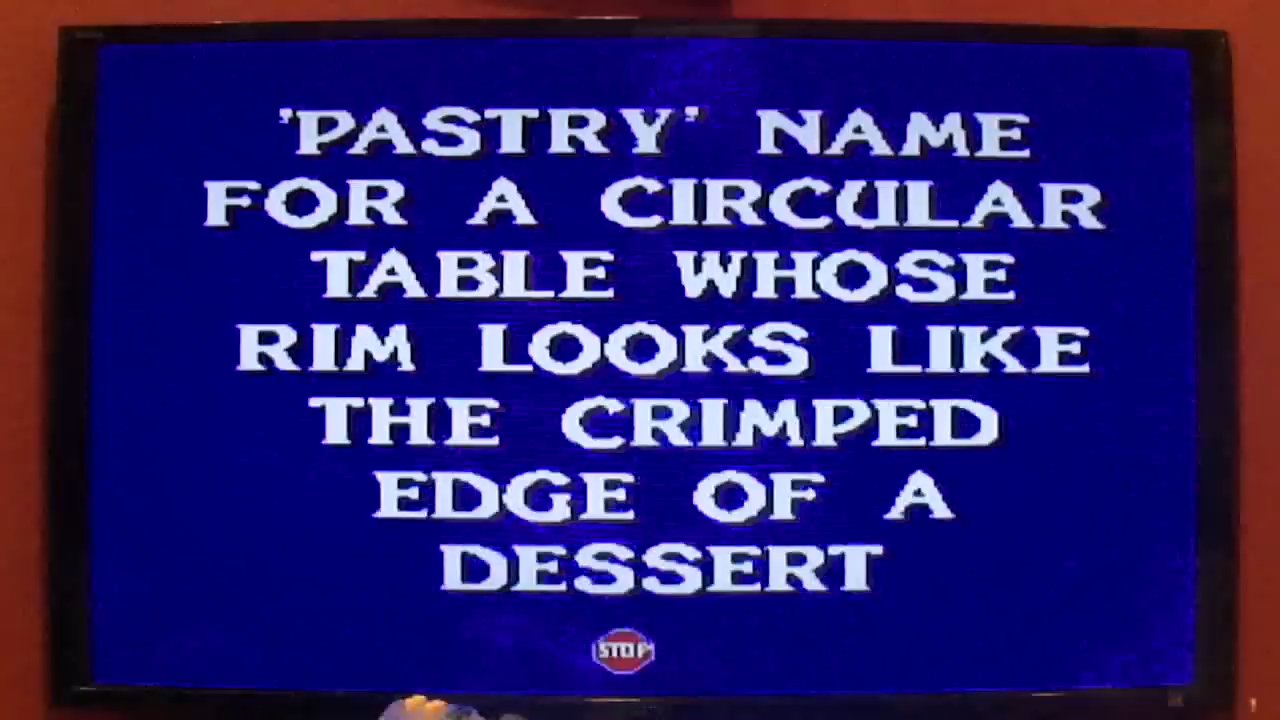 'PASTRY' NAME
FOR A CIRCULAR
TABLE WHOSE
RIM LOOKS LIKE
THE CRIMPED
EDGE OF A
DESSERT
STOP